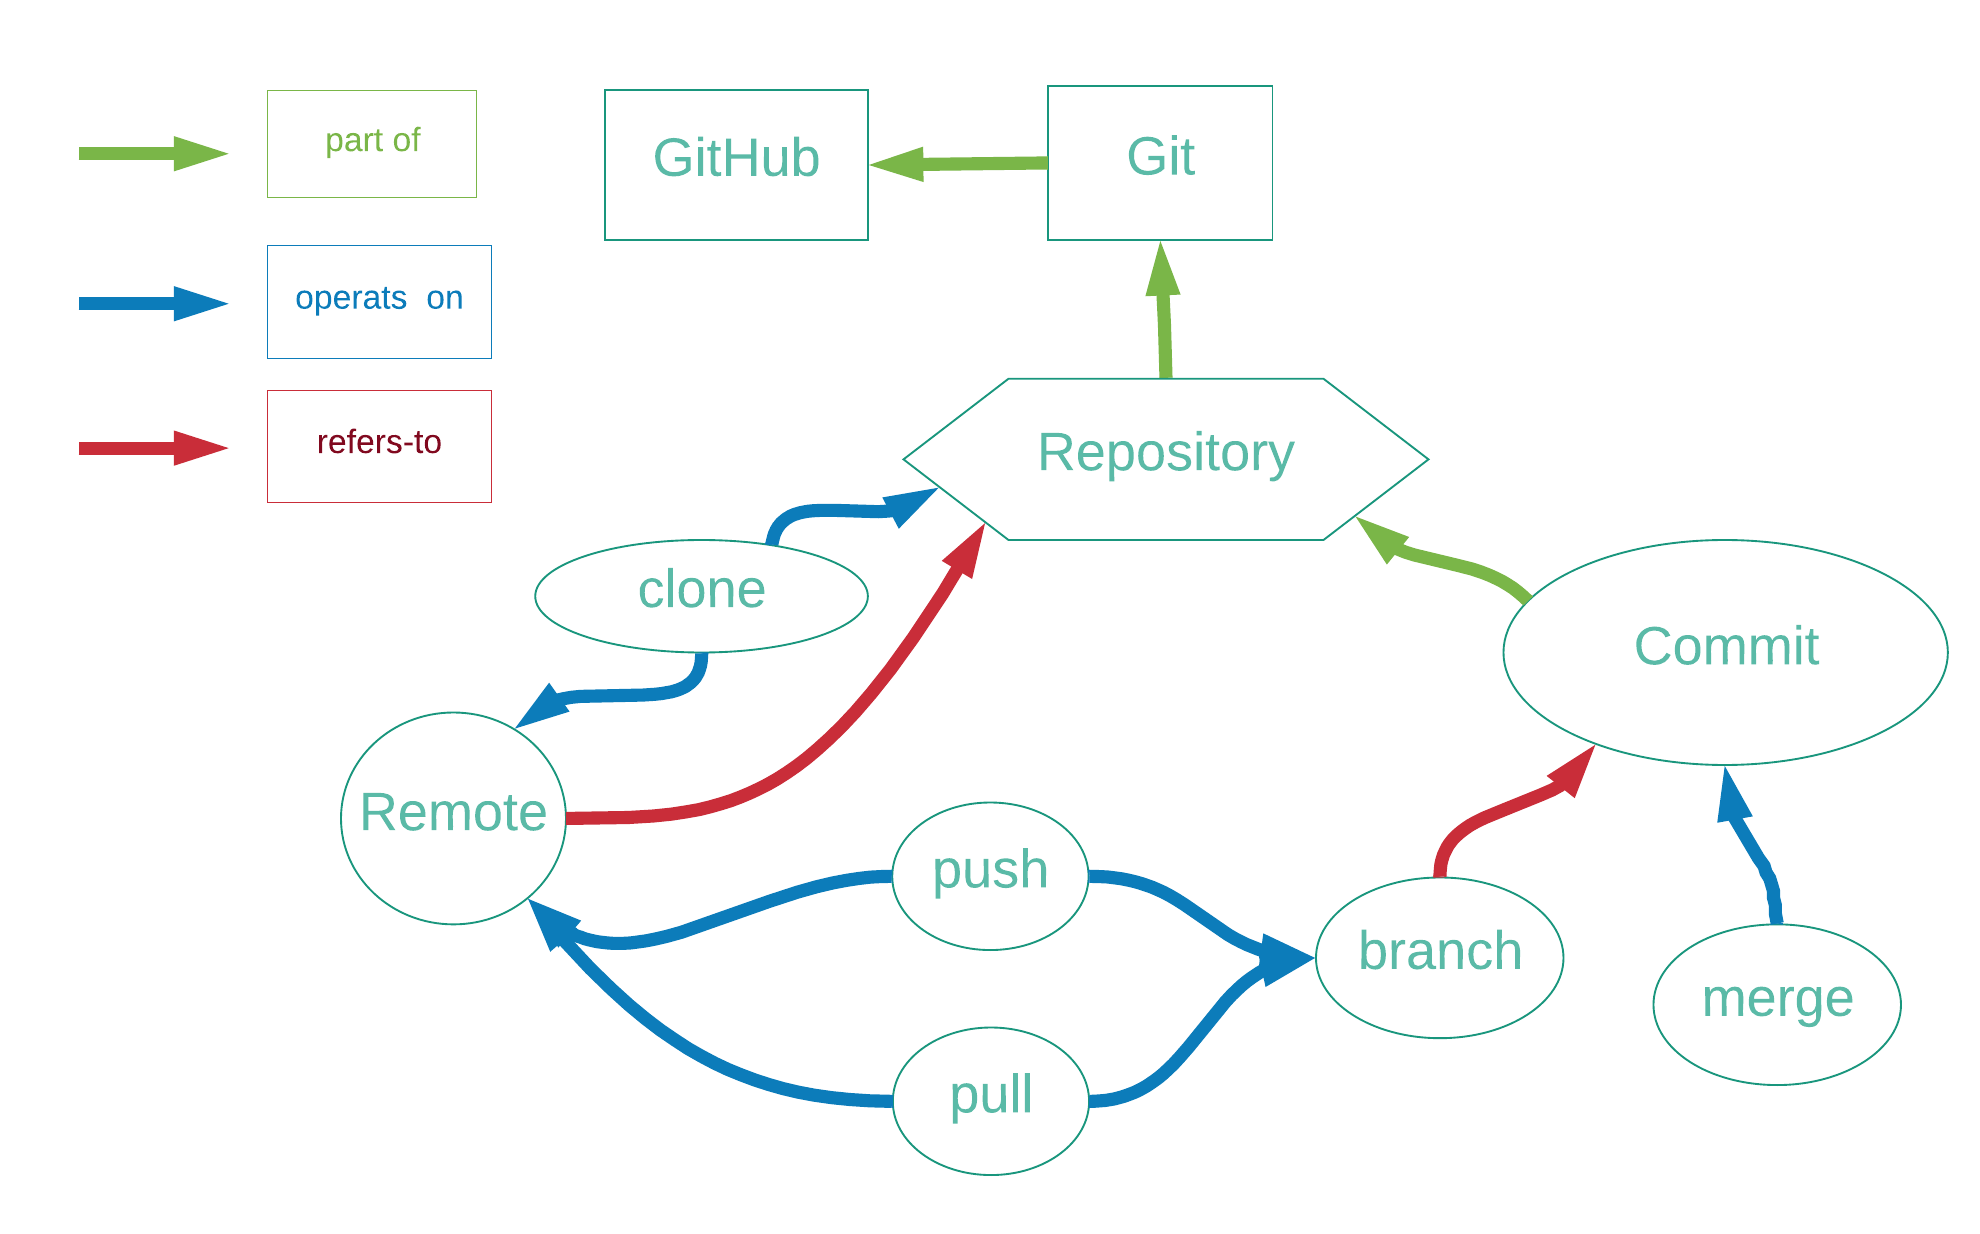 part of
operats  on
refers-to
GitHub
Git
Repository
clone
Commit
Remote
push
branch
merge
pull